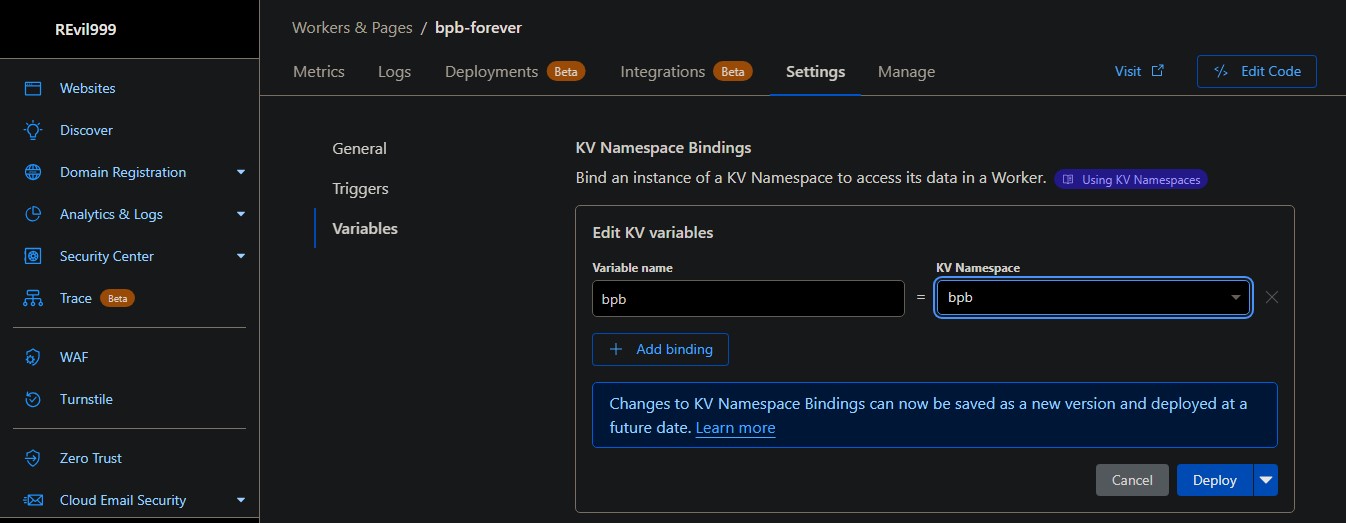 REvil999
Websites
Discover
Domain Registration
Analytics & Logs
Security Center
Trace Beta
WAF
Turnstile
Zero Trust
Cloud Email Security
Workers & Pages / bpb-forever
Metrics Logs Deployments Beta Integrations Beta Settings Manage Visit </> Edit Code
General
Triggers
Variables
KV Namespace Bindings
Bind an instance of a KV Namespace to access its data in a Worker. Using KV Namespaces
Edit KV variables
Variable name KV Namespace
bpb = bpb
+ Add binding
Changes to KV Namespace Bindings can now be saved as a new version and deployed at a
future date. Learn more
Cancel Deploy